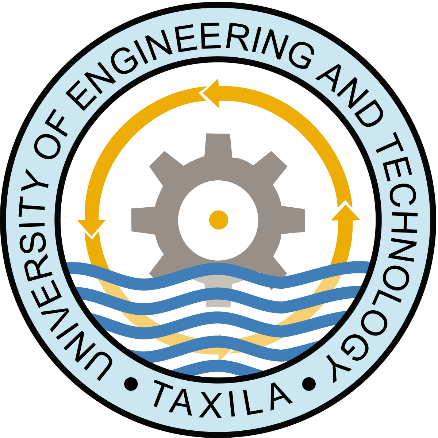 UNIVERSITY OF ENGINEERING AND TECHNOLOGY
• TAXILA •